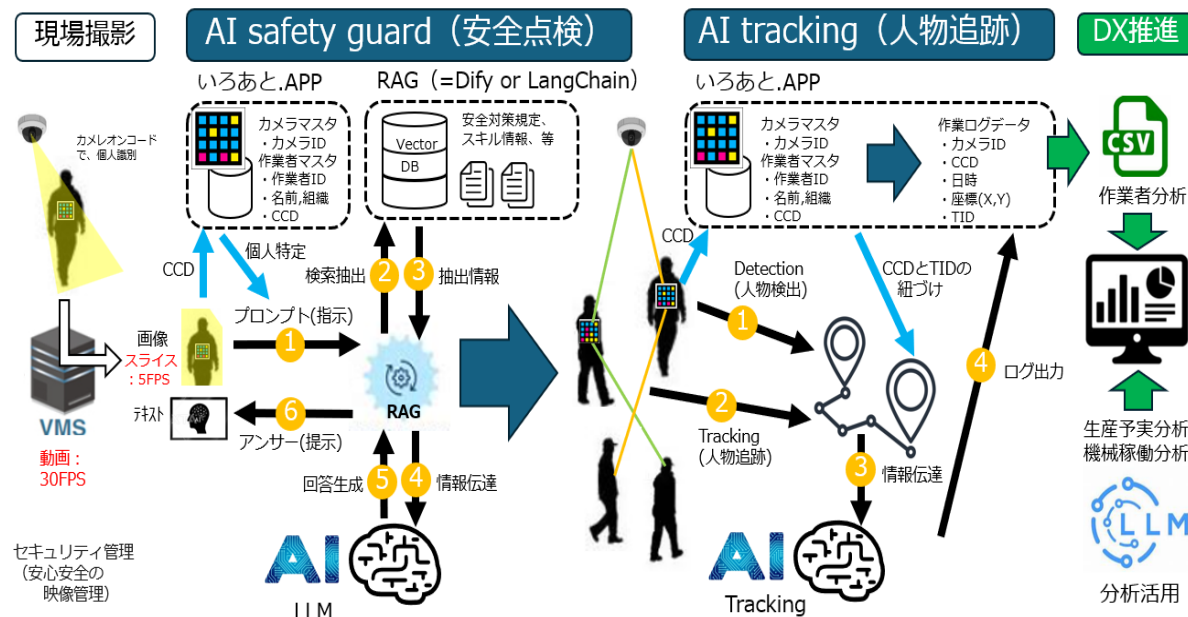 現場撮影
AI safety guard（安全点検）
AI tracking（人物追跡）
DX推進
カメレオンコード
で、個人識別
VMS
動画：
30FPS
セキュリティ管理
（安心安全の
映像管理）
いろあと.APP
カメラマスタ
・カメラID
作業者マスタ
・作業者ID
・名前,組織
・CCD
RAG（=Dify or LangChain）
Vector
DB
安全対策規定、
スキル情報、等
CCD
個人特定
検索抽出
2
3
抽出情報
画像
スライス
：5FPS
プロンプト(指示)
1
RAG
テキスト
6
アンサー(提示)
回答生成
5
4
情報伝達
AI
LLM
いろあと.APP
カメラマスタ
・カメラID
作業者マスタ
・作業者ID
・名前,組織
・CCD
作業ログデータ
・カメラID
・CCD
・日時
・座標(X,Y)
・TID
CCD
Detection
(人物検出)
1
CCDとTIDの
紐づけ
2
Tracking
(人物追跡)
3
情報伝達
4
ログ出力
AI
Tracking
CSV
作業者分析
生産予実分析
機械稼働分析
LLM
分析活用